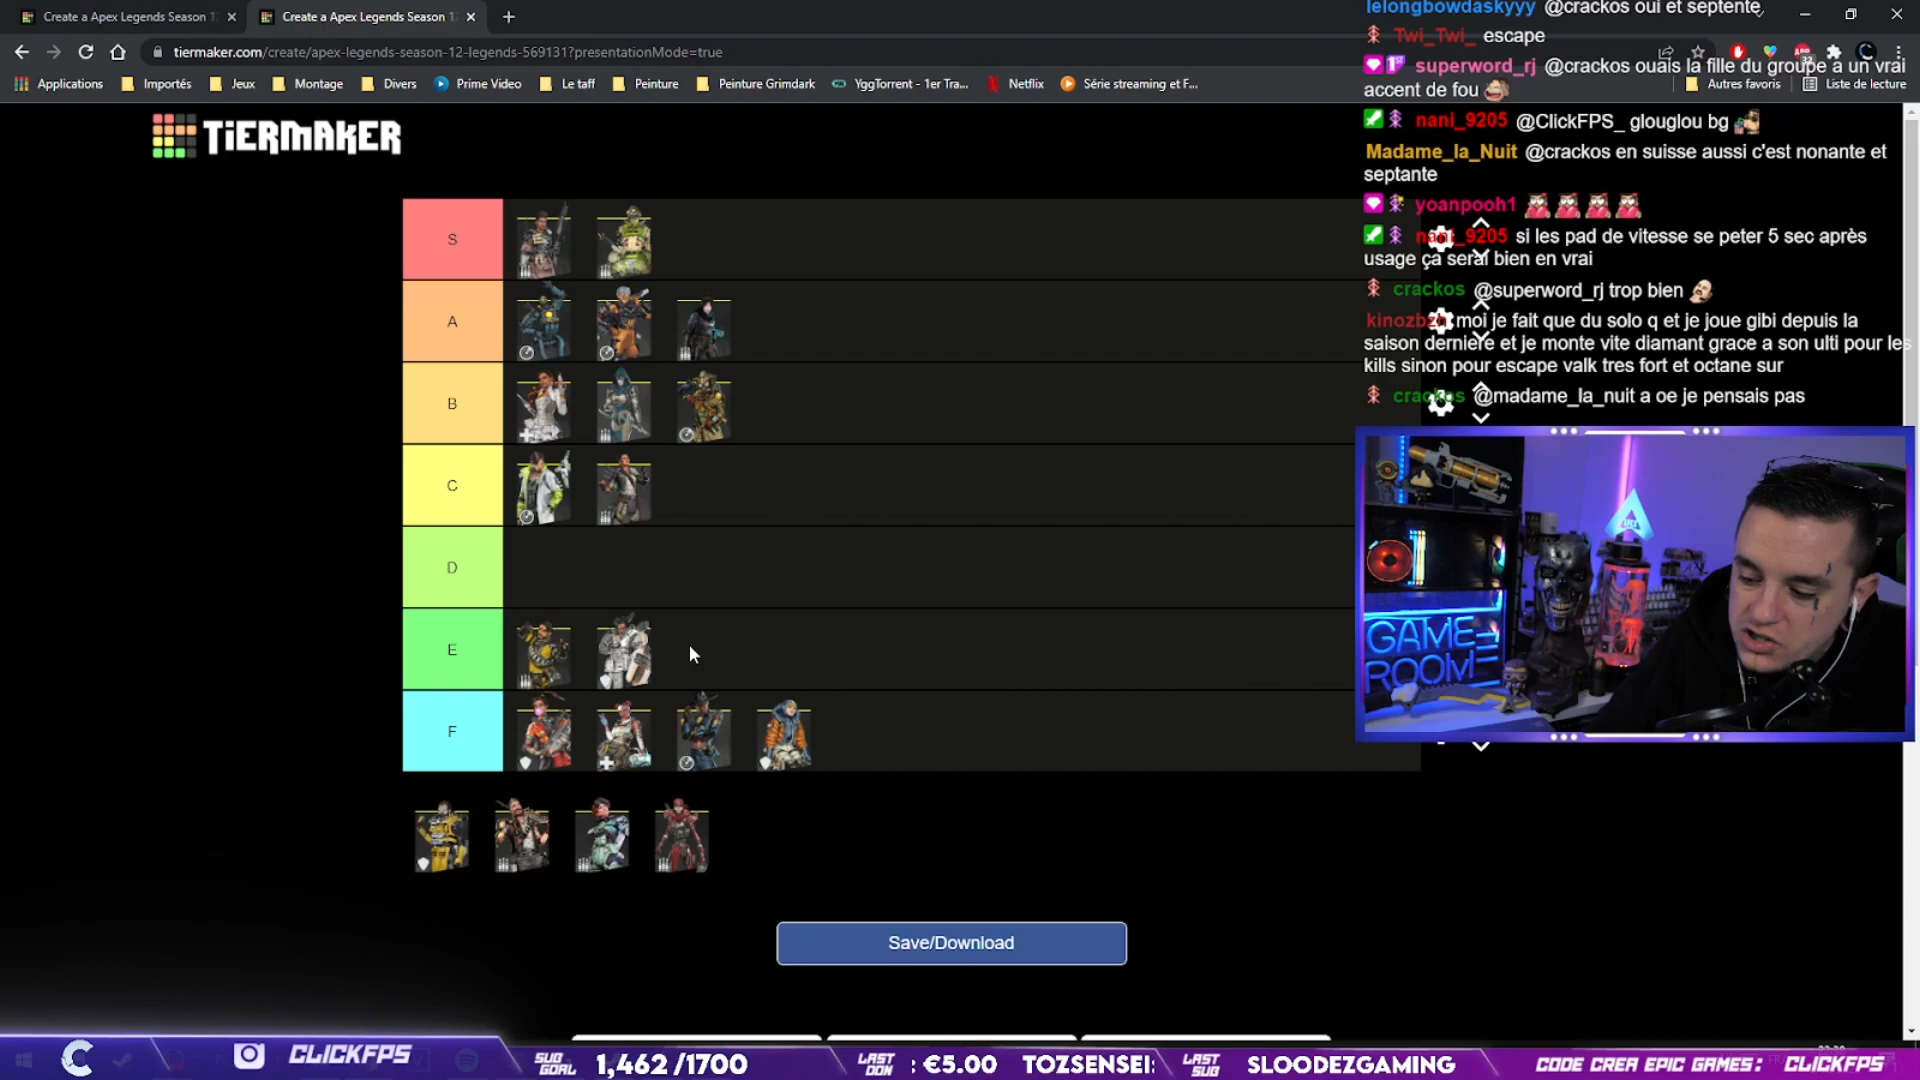 Create a Apex Legends Season 1
Create a Apex Legends Season 1
tiermaker.com/create/apex-legends-season-12-legends-569131?presentationMode=true
Applications
Importés
Jeux
Montage
Divers
Prime Video
Le taff
Peinture
Peinture Grimdark
YggTorrent - 1er Tra...
Netflix
Série streaming et F...
Autres favoris
Liste de lecture
TIERMAKER
S
A
B
C
D
E
F
Save/Download
lelongbowdaskyyy @crackos oui et septente
Twi_Twi_ escape
superword_rj @crackos ouais la fille du groupe a un vrai
accent de fou
nani_9205 @ClickFPS_ glouglou bg
Madame_la_Nuit @crackos en suisse aussi c'est nonante et
septante
yoanpooh1
nani_9205 si les pad de vitesse se peter 5 sec après
usage ça serai bien en vrai
crackos @superword_rj trop bien
kinozbzh moi je fait que du solo q et je joue gibi depuis la
saison derniere et je monte vite diamant grace a son ulti pour les
kills sinon pour escape valk tres fort et octane sur
crackos @madame_la_nuit a oe je pensais pas
GAME
ROOM
CLICKFPS
SUB GOAL
1,462 /1700
LAST DON
: €5.00 TOZSENSEI:
LAST SUB
SLOODEZGAMING
CODE CREA EPIC GAMES: CLICKFPS